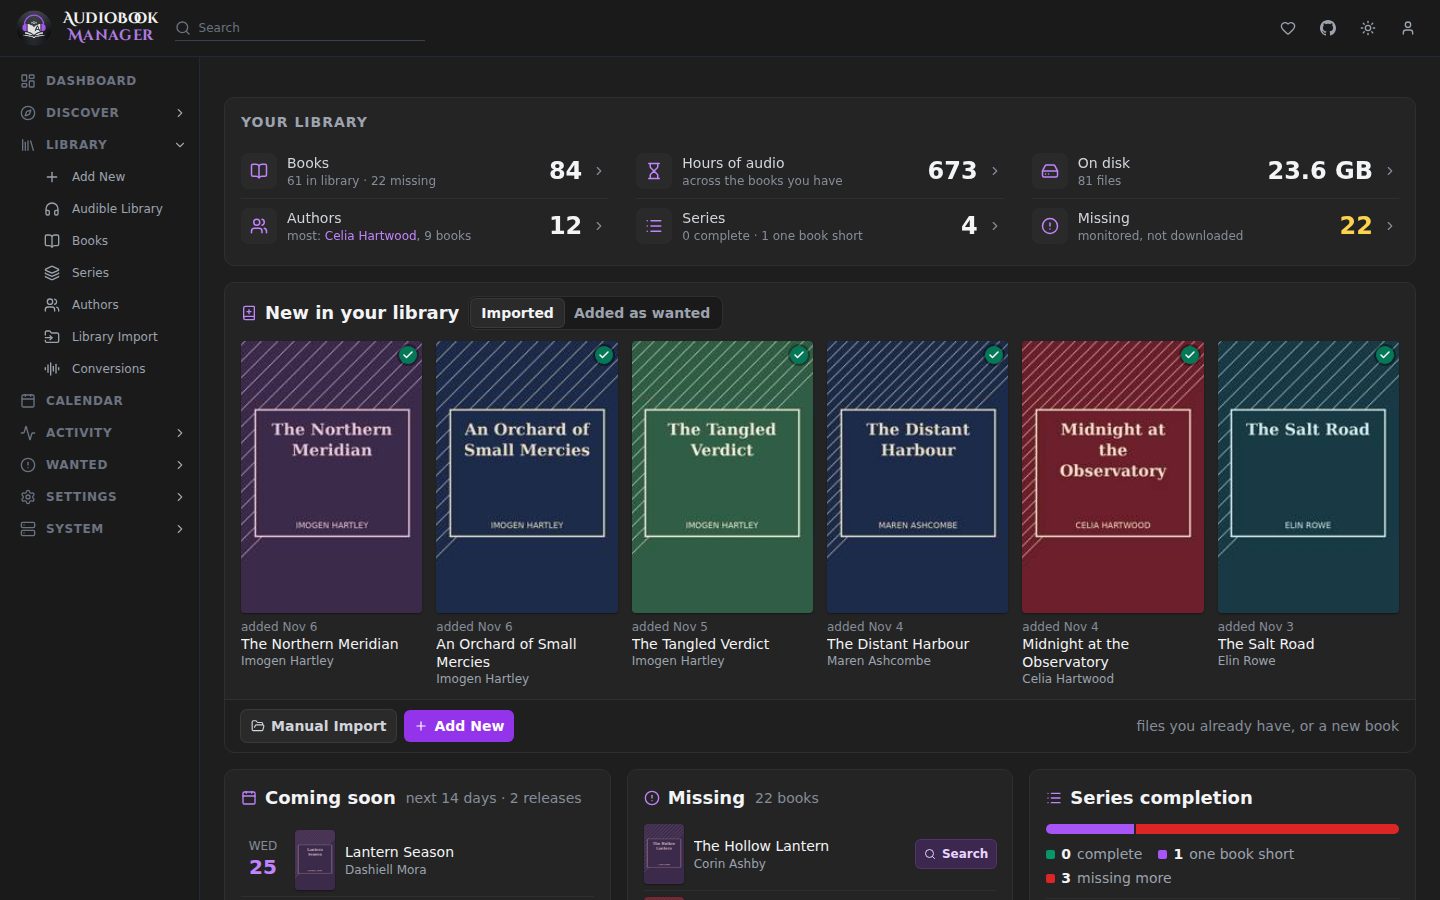 AUDIOBOOK
MANAGER
Search
DASHBOARD
DISCOVER
LIBRARY
Add New
Audible Library
Books
Series
Authors
Library Import
Conversions
CALENDAR
ACTIVITY
WANTED
SETTINGS
SYSTEM
YOUR LIBRARY
Books
61 in library · 22 missing
84
Hours of audio
across the books you have
673
On disk
81 files
23.6 GB
Authors
most: Celia Hartwood, 9 books
12
Series
0 complete · 1 one book short
4
Missing
monitored, not downloaded
22
New in your library
Imported
Added as wanted
The Northern
Meridian
IMOGEN HARTLEY
An Orchard of
Small Mercies
IMOGEN HARTLEY
The Tangled
Verdict
IMOGEN HARTLEY
The Distant
Harbour
MAREN ASHCOMBE
Midnight at
the
Observatory
CELIA HARTWOOD
The Salt Road
ELIN ROWE
added Nov 6
The Northern Meridian
Imogen Hartley
added Nov 6
An Orchard of Small
Mercies
Imogen Hartley
added Nov 5
The Tangled Verdict
Imogen Hartley
added Nov 4
The Distant Harbour
Maren Ashcombe
added Nov 4
Midnight at the
Observatory
Celia Hartwood
added Nov 3
The Salt Road
Elin Rowe
Manual Import
Add New
files you already have, or a new book
Coming soon
next 14 days · 2 releases
WED
25
Lantern
Season
Lantern Season
Dashiell Mora
Missing
22 books
The Hollow
Lantern
The Hollow Lantern
Corin Ashby
Search
Series completion
0 complete
1 one book short
3 missing more